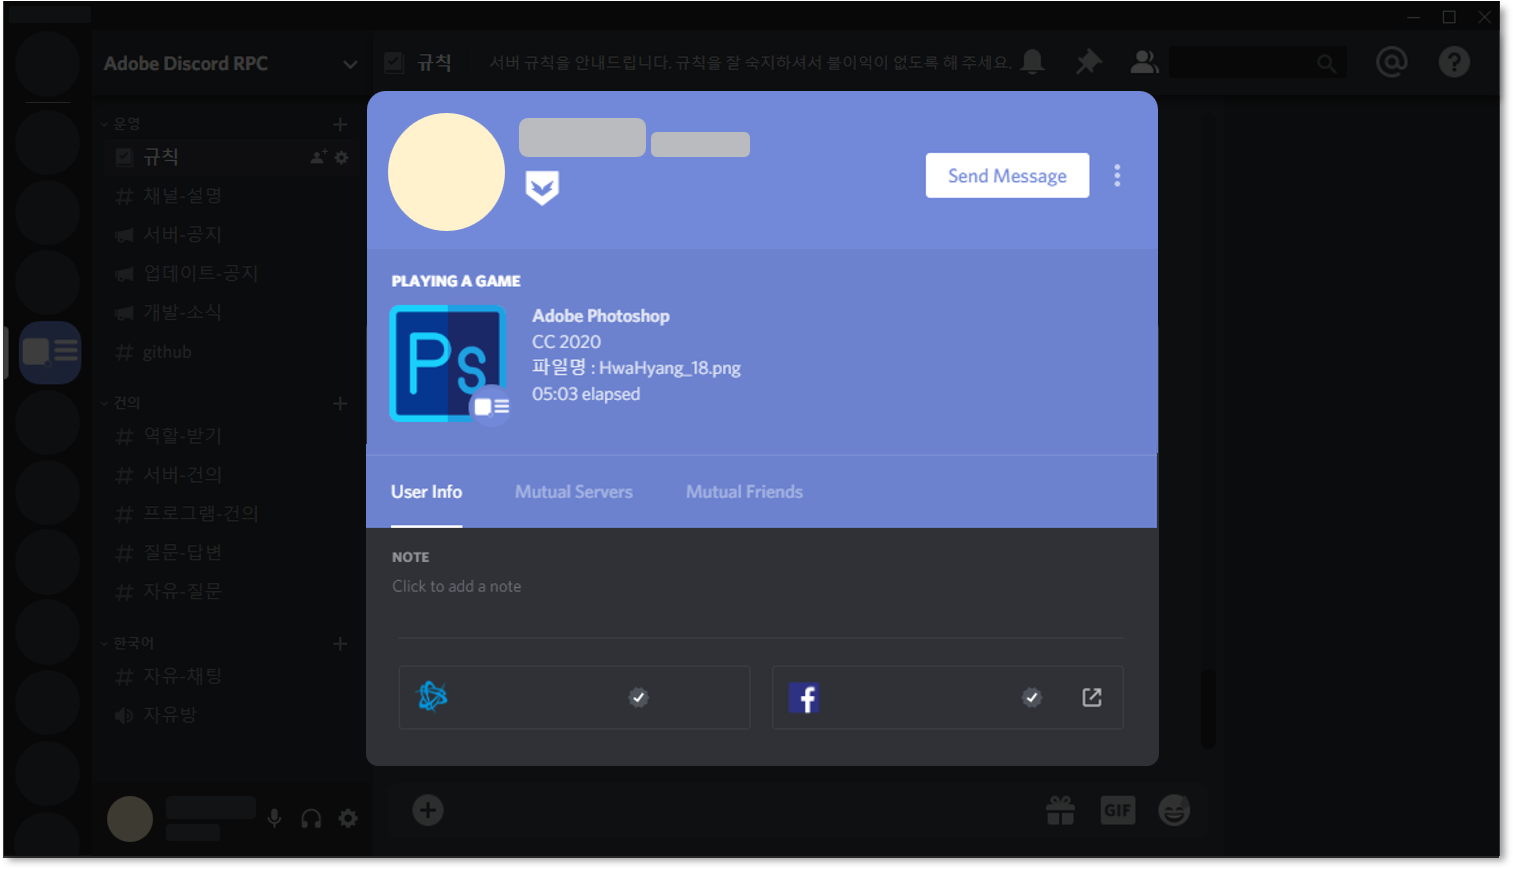 Adobe Discord RPC
규칙
서버 규칙을 안내드립니다. 규칙을 잘 숙지하셔서 불이익이 없도록 해 주세요.
운영
규칙
채널-설명
서버-공지
업데이트-공지
개발-소식
github
건의
역할-받기
서버-건의
프로그램-건의
질문-답변
자유-질문
한국어
자유-채팅
자유방
Send Message
PLAYING A GAME
Ps
Adobe Photoshop
CC 2020
파일명 : HwaHyang_18.png
05:03 elapsed
User Info
Mutual Servers
Mutual Friends
NOTE
Click to add a note
GIF